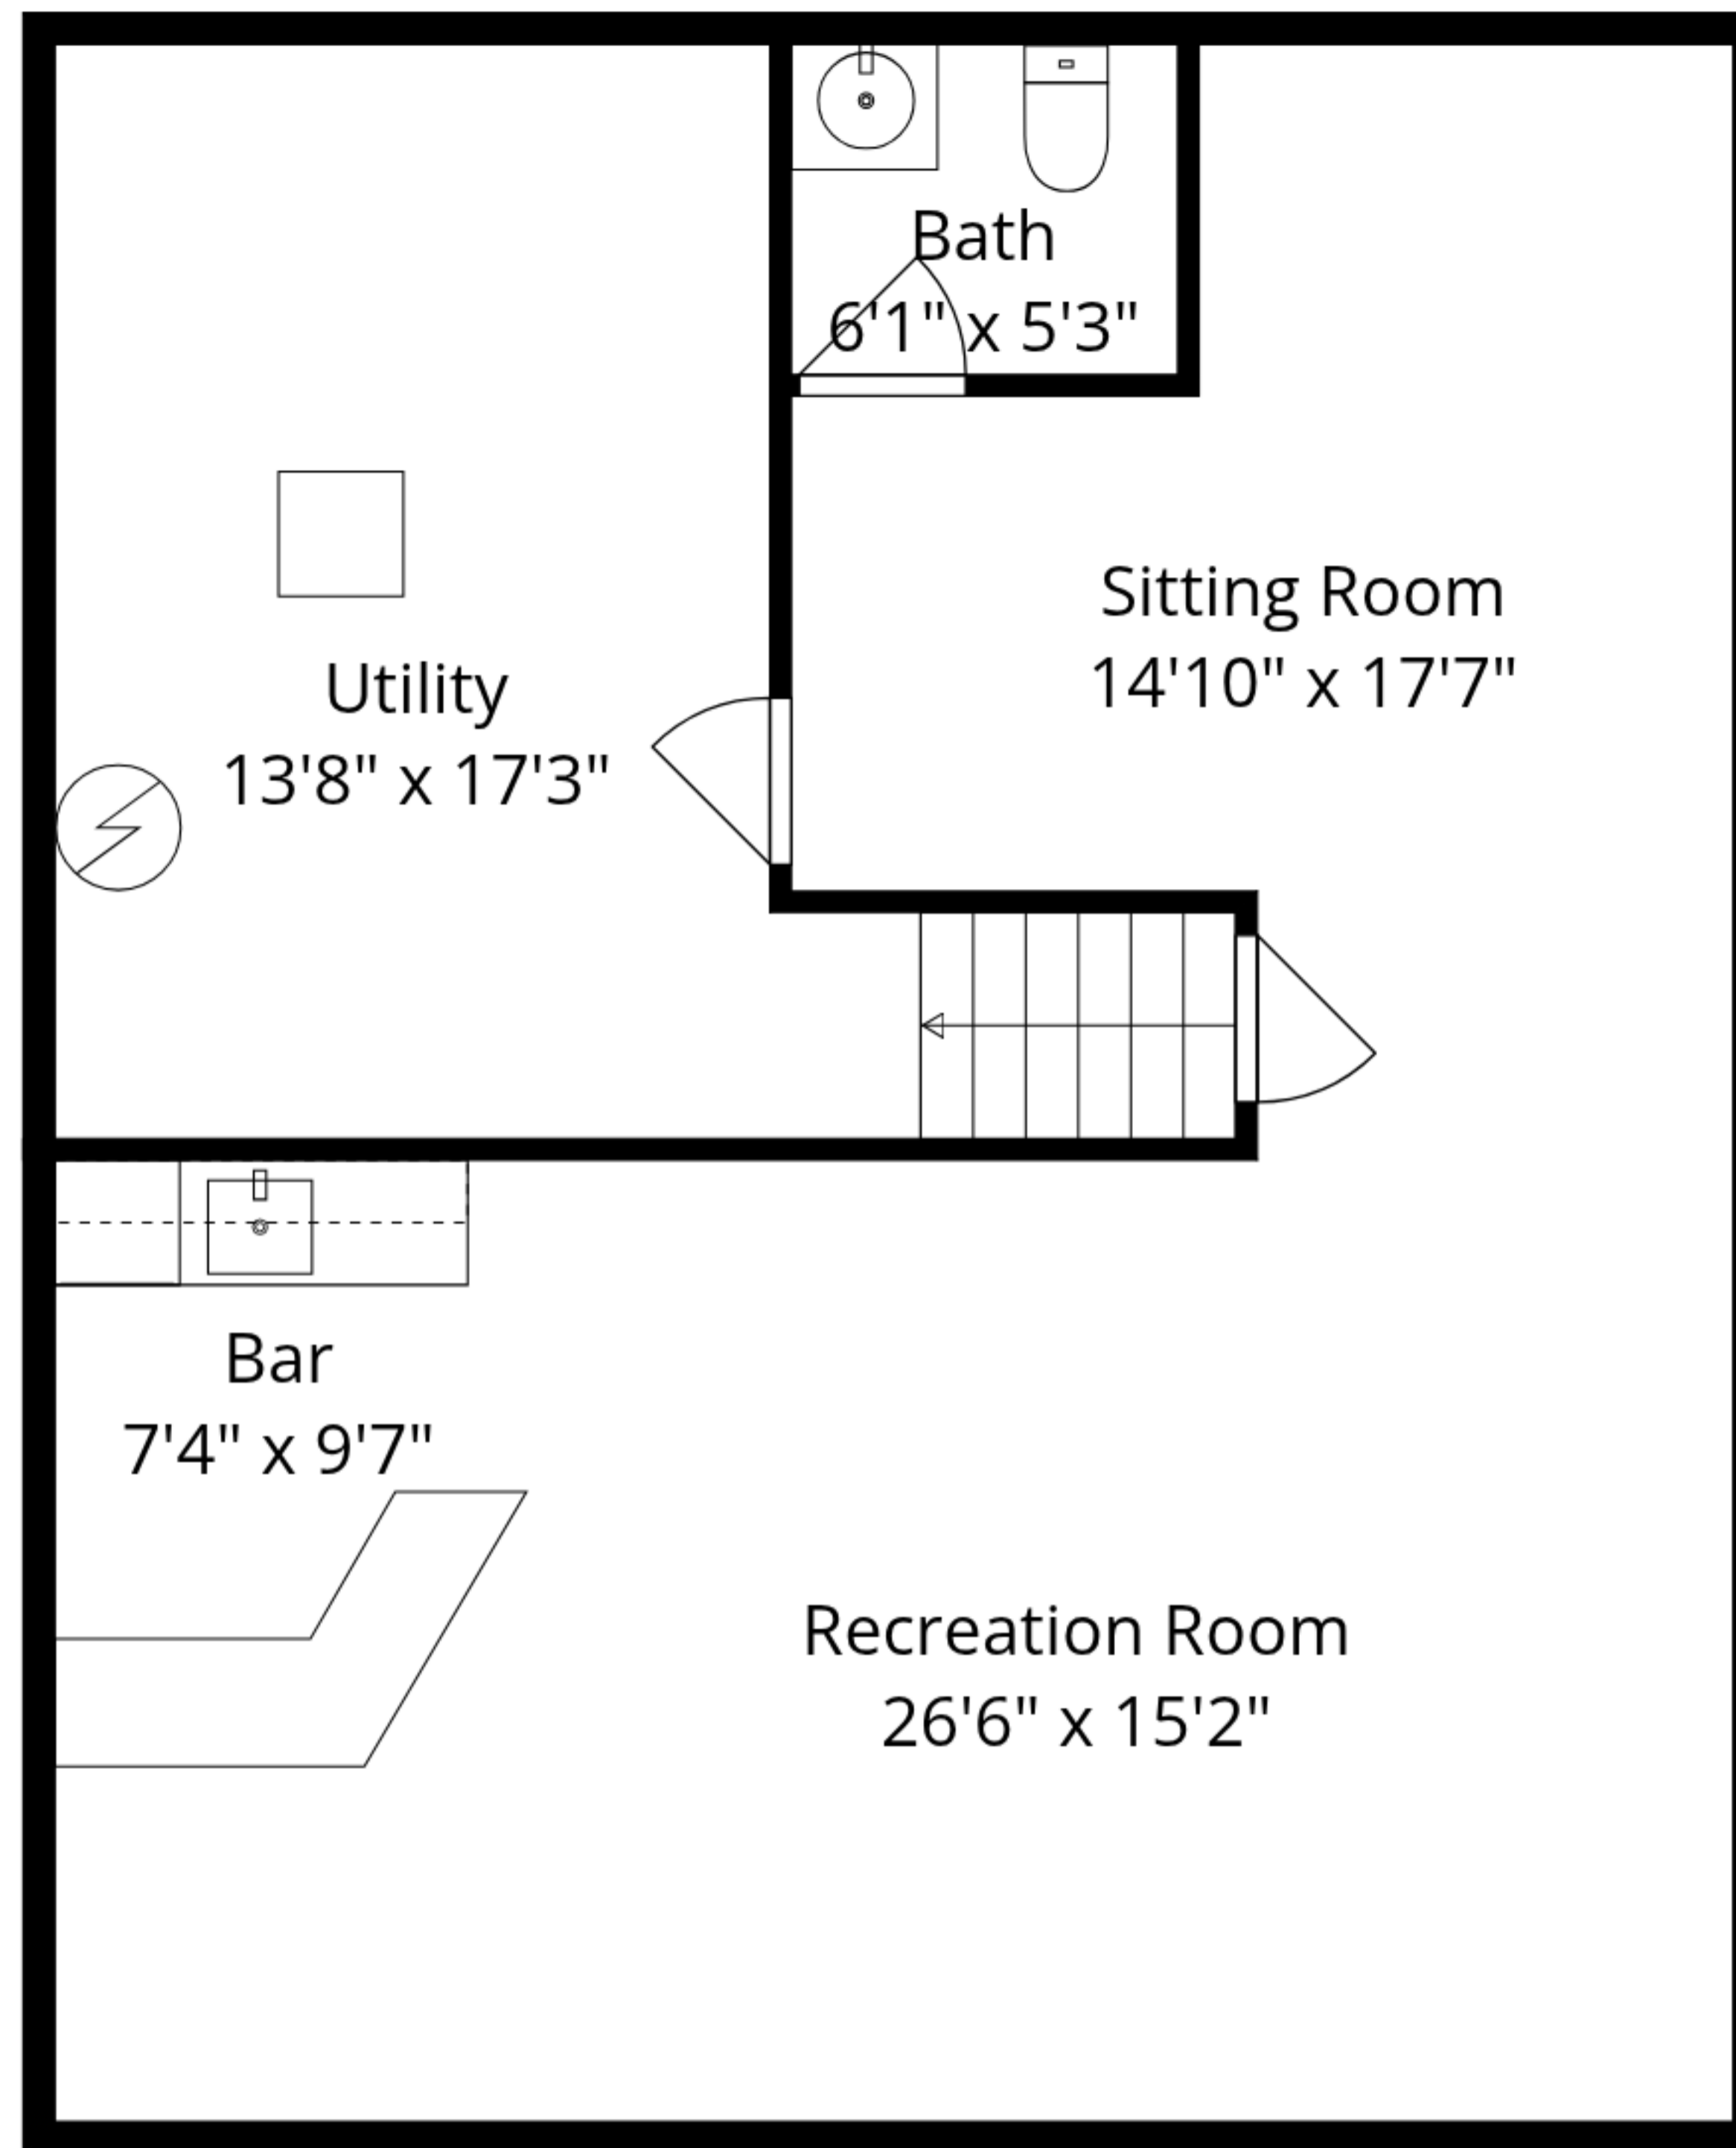 Bath
6'1" x 5'3"
Sitting Room
14'10" x 17'7"
Utility
13'8" x 17'3"
Bar
7'4" x 9'7"
Recreation Room
26'6" x 15'2"